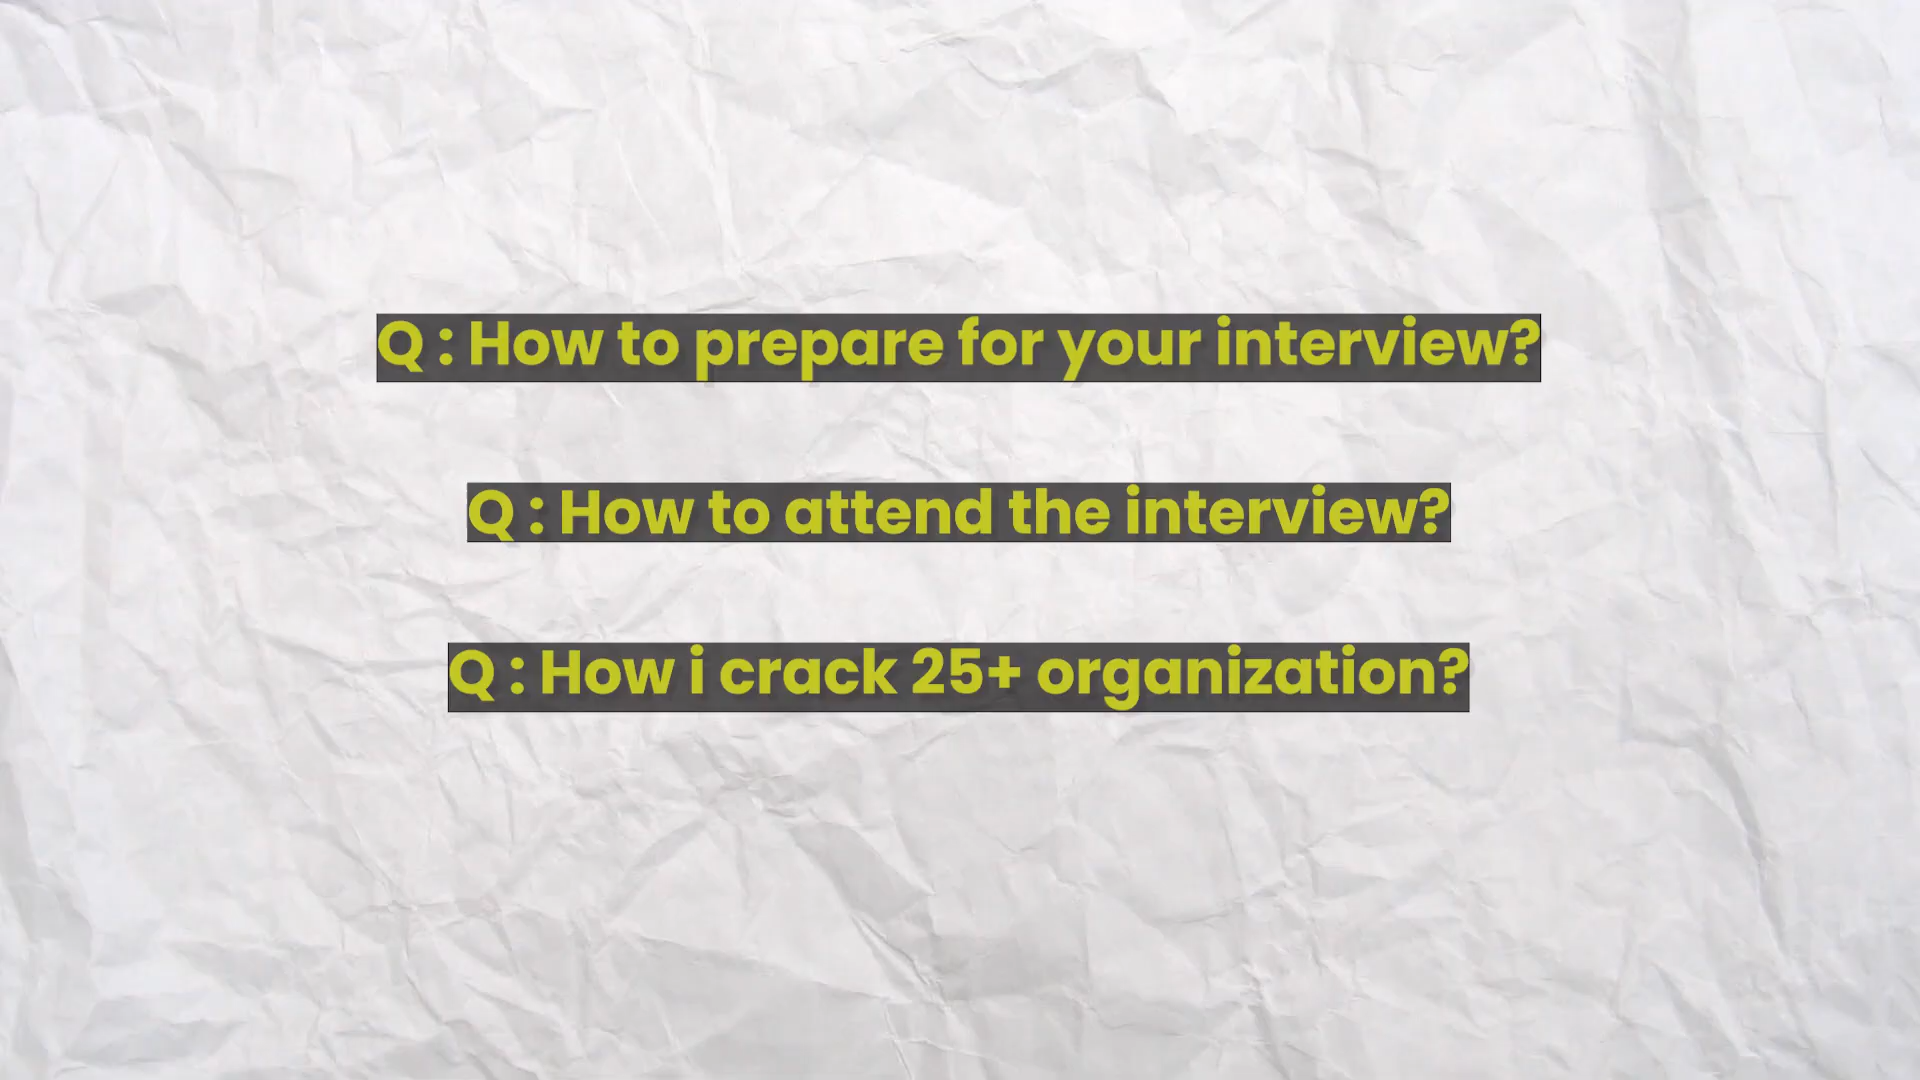 Q : How to prepare for your interview?
Q : How to attend the interview?
Q : How i crack 25+ organization?